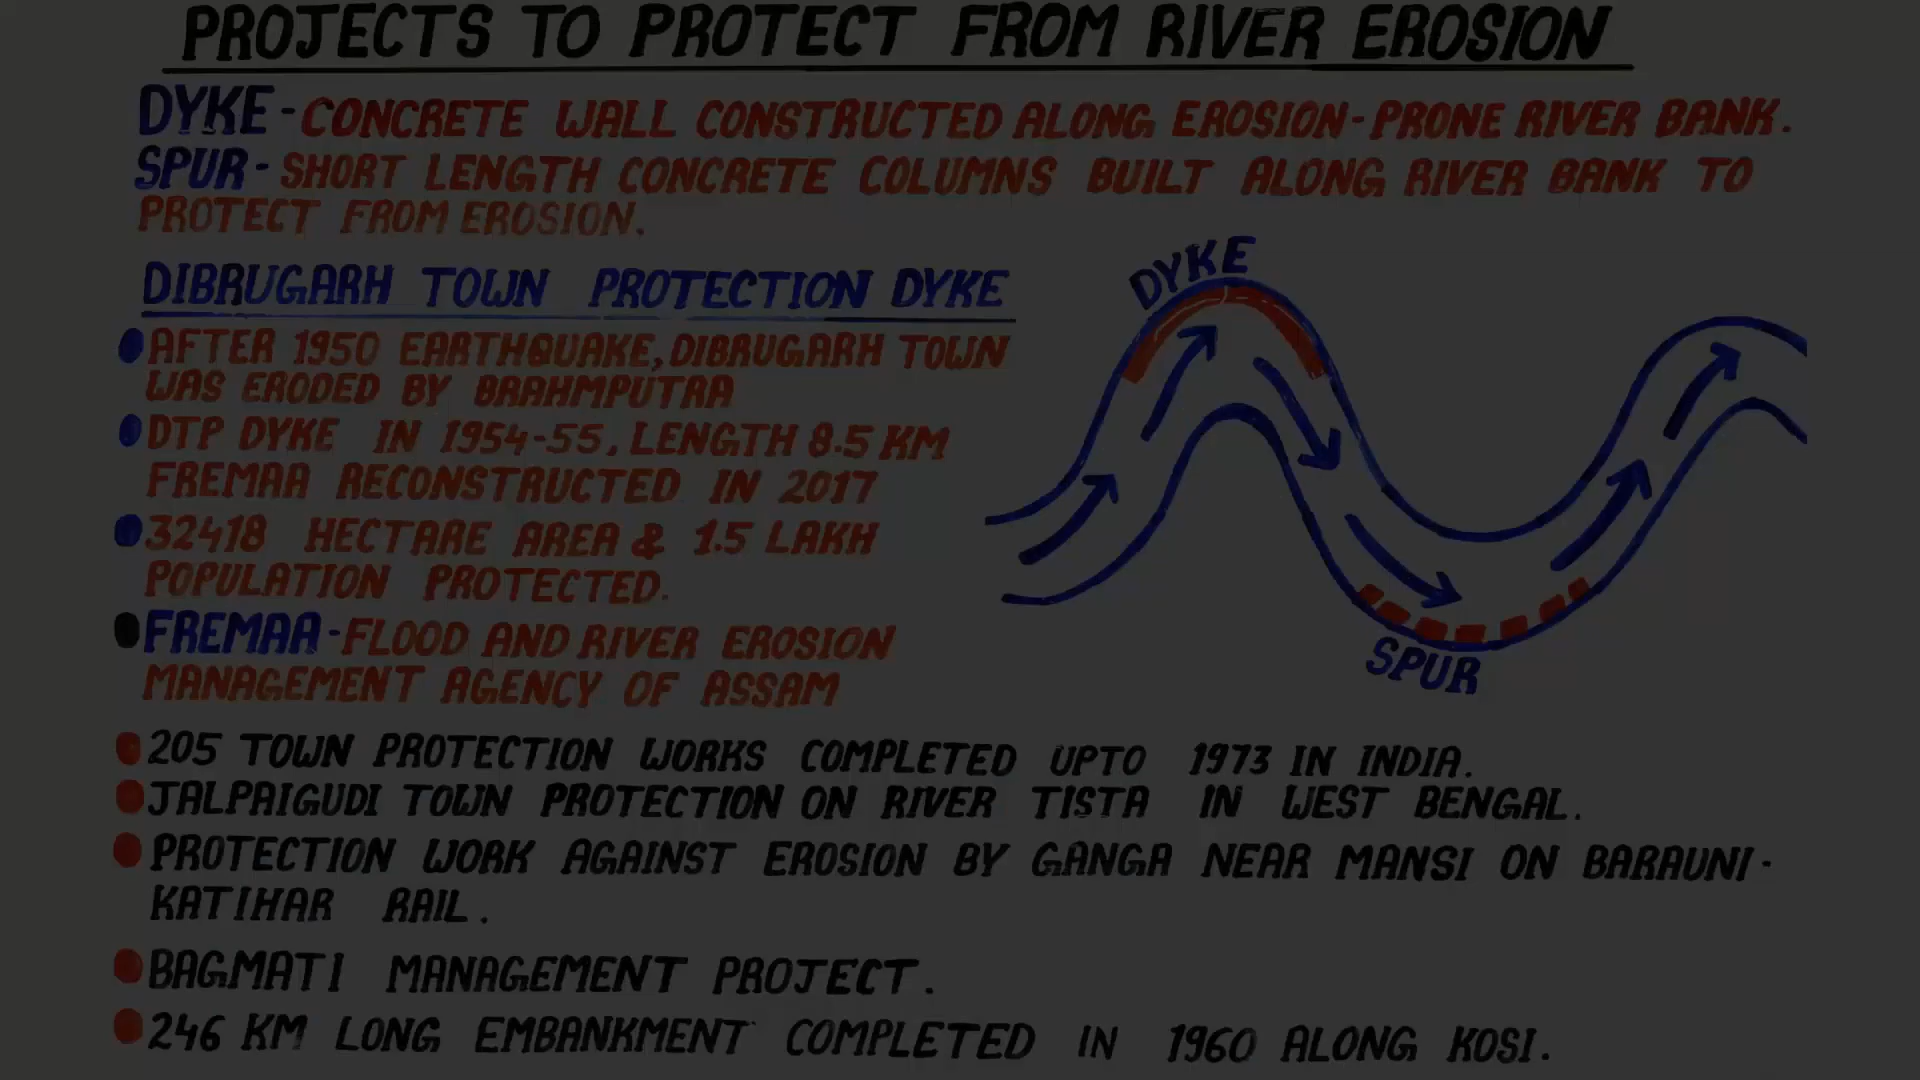 PROJECTS TO PROTECT FROM RIVER EROSION
DYKE - CONCRETE WALL CONSTRUCTED ALONG EROSION-PRONE RIVER BANK.
SPUR - SHORT LENGTH CONCRETE COLUMNS BUILT ALONG RIVER BANK TO
PROTECT FROM EROSION.
DIBRUGARH TOWN PROTECTION DYKE
AFTER 1950 EARTHQUAKE, DIBRUGARH TOWN
WAS ERODED BY BRAHMPUTRA
DTP DYKE IN 1954-55, LENGTH 8.5 KM
FREMAA RECONSTRUCTED IN 2017
32418 HECTARE AREA & 1.5 LAKH
POPULATION PROTECTED.
FREMAA - FLOOD AND RIVER EROSION
MANAGEMENT AGENCY OF ASSAM
DYKE
SPUR
205 TOWN PROTECTION WORKS COMPLETED UPTO 1973 IN INDIA.
JALPAIGUDI TOWN PROTECTION ON RIVER TISTA IN WEST BENGAL.
PROTECTION WORK AGAINST EROSION BY GANGA NEAR MANSI ON BARAUNI-
KATIHAR RAIL.
BAGMATI MANAGEMENT PROJECT.
246 KM LONG EMBANKMENT COMPLETED IN 1960 ALONG KOSI.